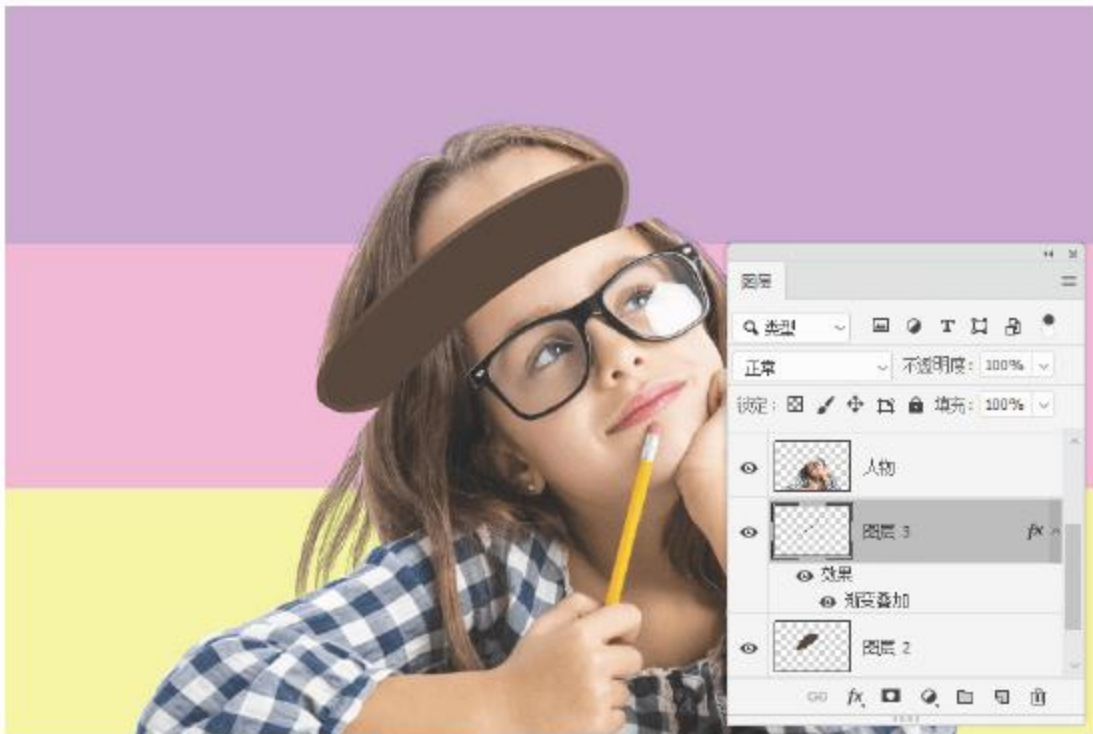 图层
类型
正常
不透明度: 100%
锁定:
填充: 100%
人物
图层 3
fx
效果
渐变叠加
图层 2
fx